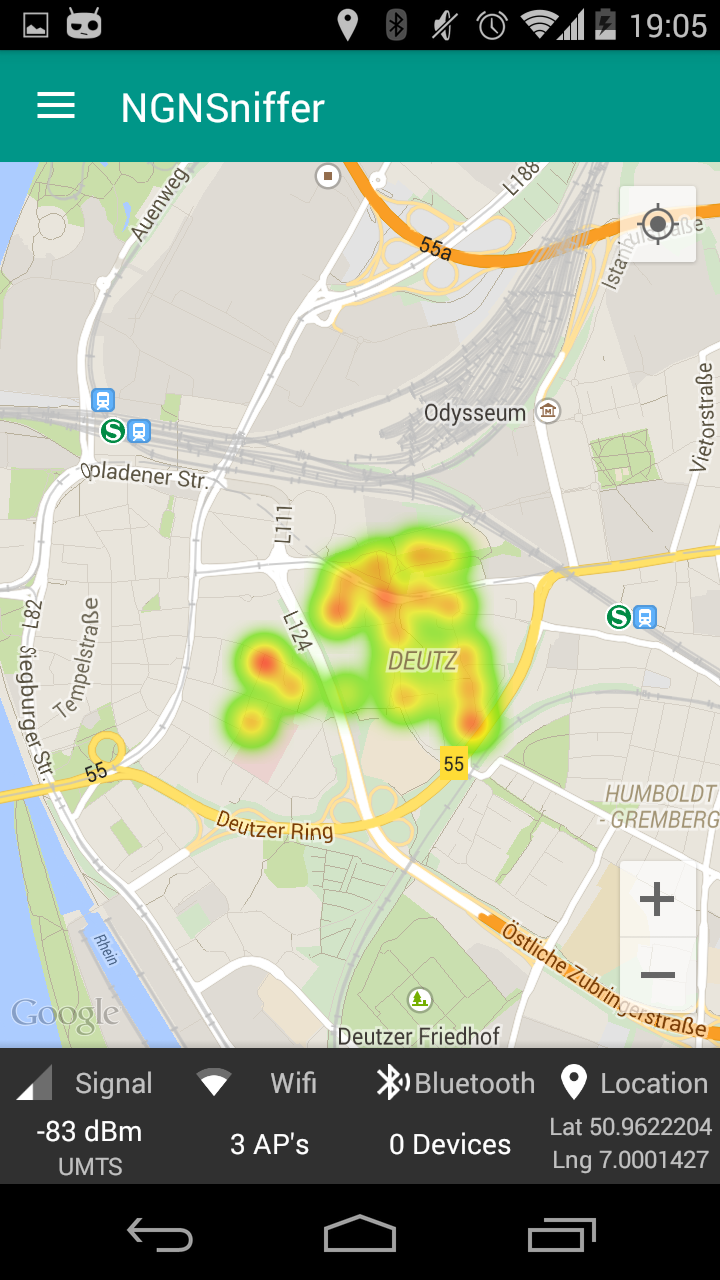 19:05
NGNSniffer
Auenweg
L188
55a
Istanbulstraße
Odysseum
Vietorstraße
Opladener Str.
L111
L82
L124
Tempelstraße
Siegburger Str.
DEUTZ
55
55
HUMBOLDT
- GREMBERG
Deutzer Ring
Rhein
Östliche Zubringerstraße
Google
Deutzer Friedhof
Signal
Wifi
Bluetooth
Location
-83 dBm
UMTS
3 AP's
0 Devices
Lat 50.9622204
Lng 7.0001427
S
S